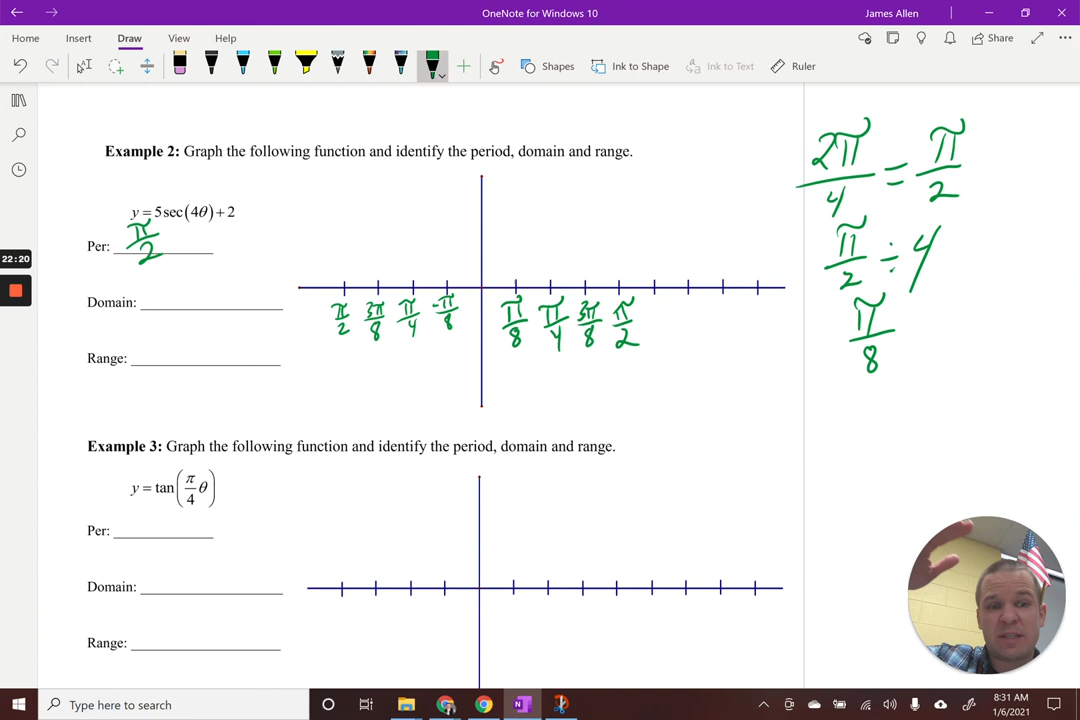 OneNote for Windows 10
James Allen
Home Insert Draw View Help
Share
Shapes Ink to Shape Ink to Text Ruler
Example 2: Graph the following function and identify the period, domain and range.
y = 5sec(4θ) + 2
Per: π/2
Domain:
Range:
π/2 3π/8 π/4 -π/8 π/8 π/4 3π/8 π/2
2π/4 = π/2
π/2 ÷ 4
π/8
22:20
Example 3: Graph the following function and identify the period, domain and range.
y = tan(π/4 θ)
Per:
Domain:
Range:
Type here to search
8:31 AM
1/6/2021